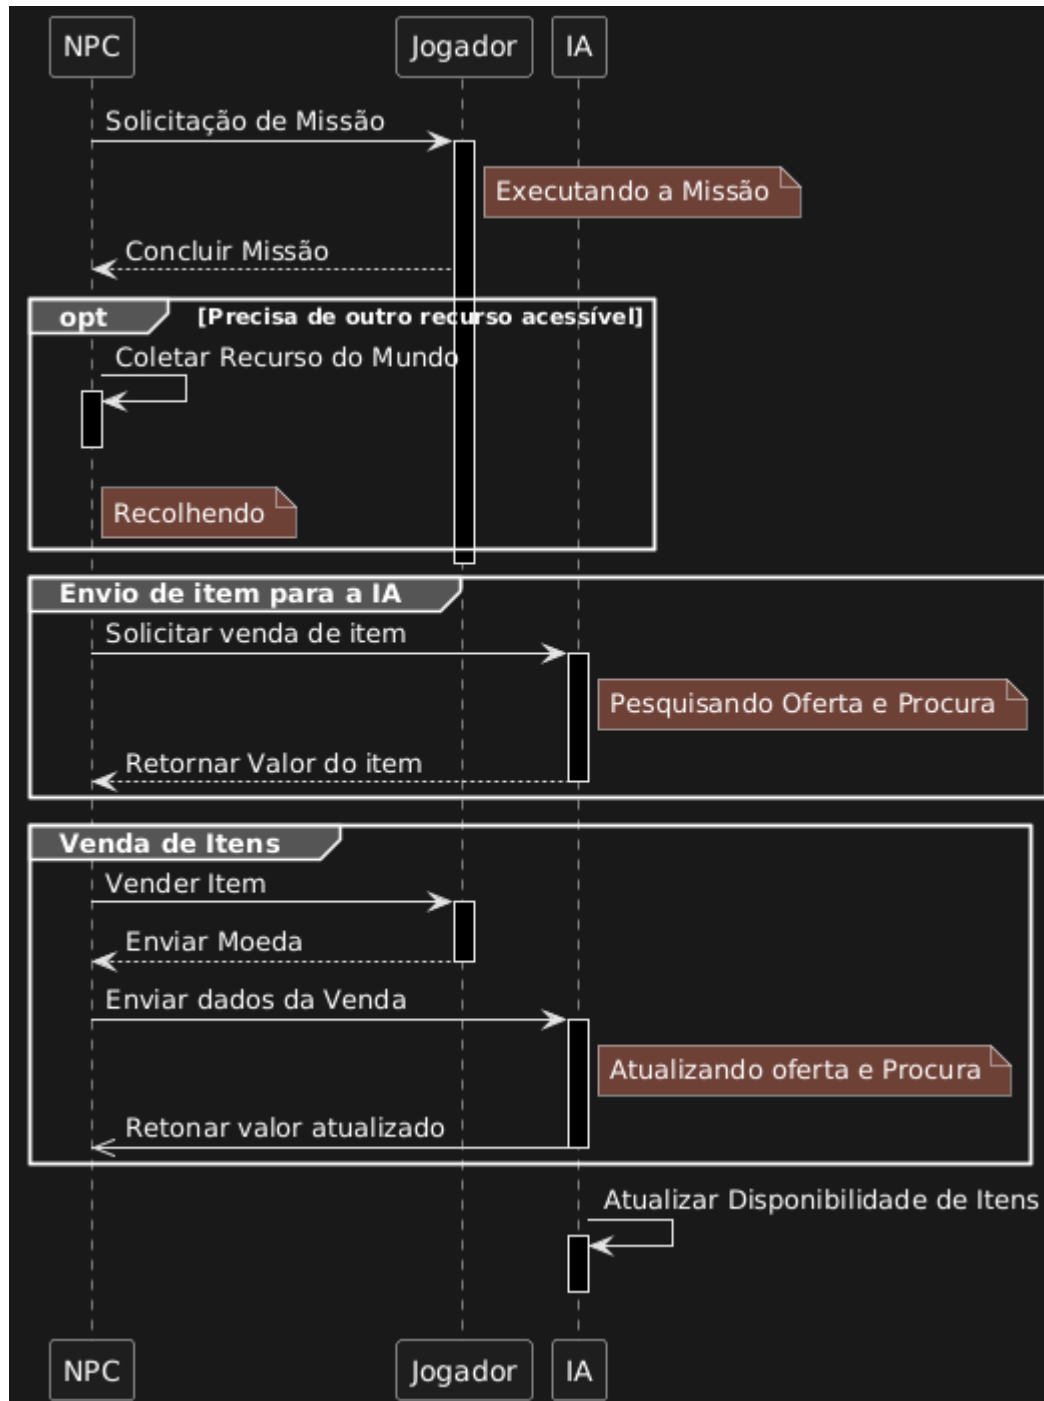 NPC Jogador IA
Solicitação de Missão
Executando a Missão
Concluir Missão
opt [Precisa de outro recurso acessível]
Coletar Recurso do Mundo
Recolhendo
Envio de item para a IA
Solicitar venda de item
Pesquisando Oferta e Procura
Retornar Valor do item
Venda de Itens
Vender Item
Enviar Moeda
Enviar dados da Venda
Atualizando oferta e Procura
Retonar valor atualizado
Atualizar Disponibilidade de Itens
NPC Jogador IA